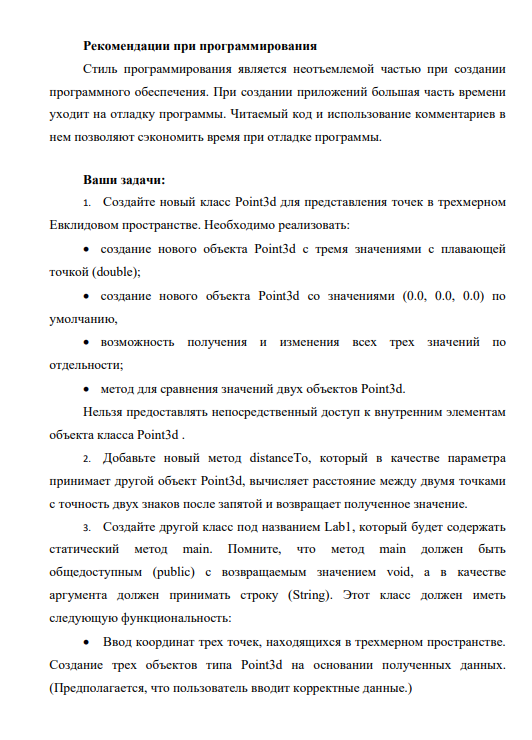 Рекомендации при программирования
Стиль программирования является неотъемлемой частью при создании
программного обеспечения. При создании приложений большая часть времени
уходит на отладку программы. Читаемый код и использование комментариев в
нем позволяют сэкономить время при отладке программы.
Ваши задачи:
1. Создайте новый класс Point3d для представления точек в трехмерном
Евклидовом пространстве. Необходимо реализовать:
• создание нового объекта Point3d с тремя значениями с плавающей
точкой (double);
• создание нового объекта Point3d со значениями (0.0, 0.0, 0.0) по
умолчанию,
• возможность получения и изменения всех трех значений по
отдельности;
• метод для сравнения значений двух объектов Point3d.
Нельзя предоставлять непосредственный доступ к внутренним элементам
объекта класса Point3d .
2. Добавьте новый метод distanceTo, который в качестве параметра
принимает другой объект Point3d, вычисляет расстояние между двумя точками
с точность двух знаков после запятой и возвращает полученное значение.
3. Создайте другой класс под названием Lab1, который будет содержать
статический метод main. Помните, что метод main должен быть
общедоступным (public) с возвращаемым значением void, а в качестве
аргумента должен принимать строку (String). Этот класс должен иметь
следующую функциональность:
• Ввод координат трех точек, находящихся в трехмерном пространстве.
Создание трех объектов типа Point3d на основании полученных данных.
(Предполагается, что пользователь вводит корректные данные.)